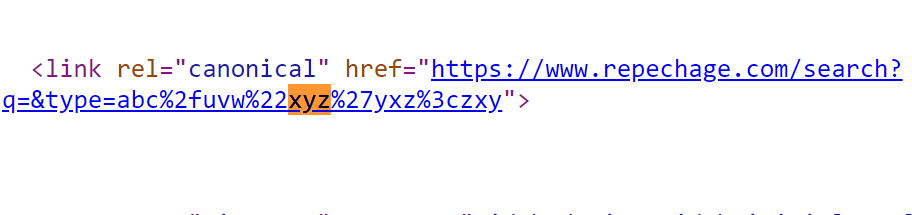 <link rel="canonical" href="https://www.repechage.com/search?
q=&type=abc%2fuvw%22xyz%27yxz%3czxy">